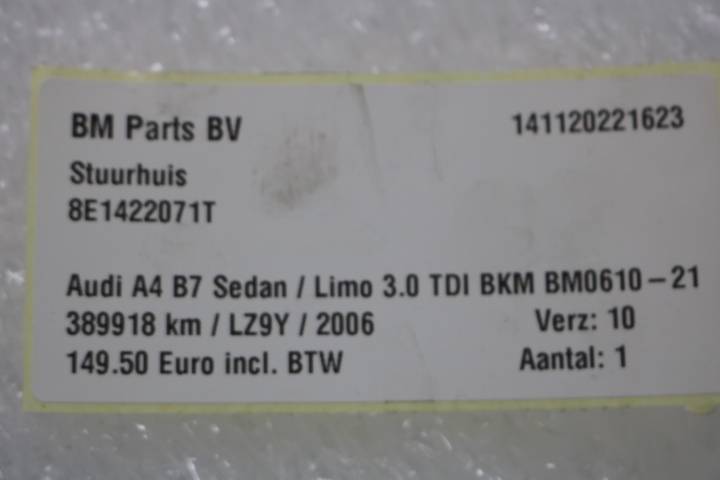 BM Parts BV 141120221623
Stuurhuis
8E1422071T
Audi A4 B7 Sedan / Limo 3.0 TDI BKM BM0610-21
389918 km / LZ9Y / 2006 Verz: 10
149.50 Euro incl. BTW Aantal: 1